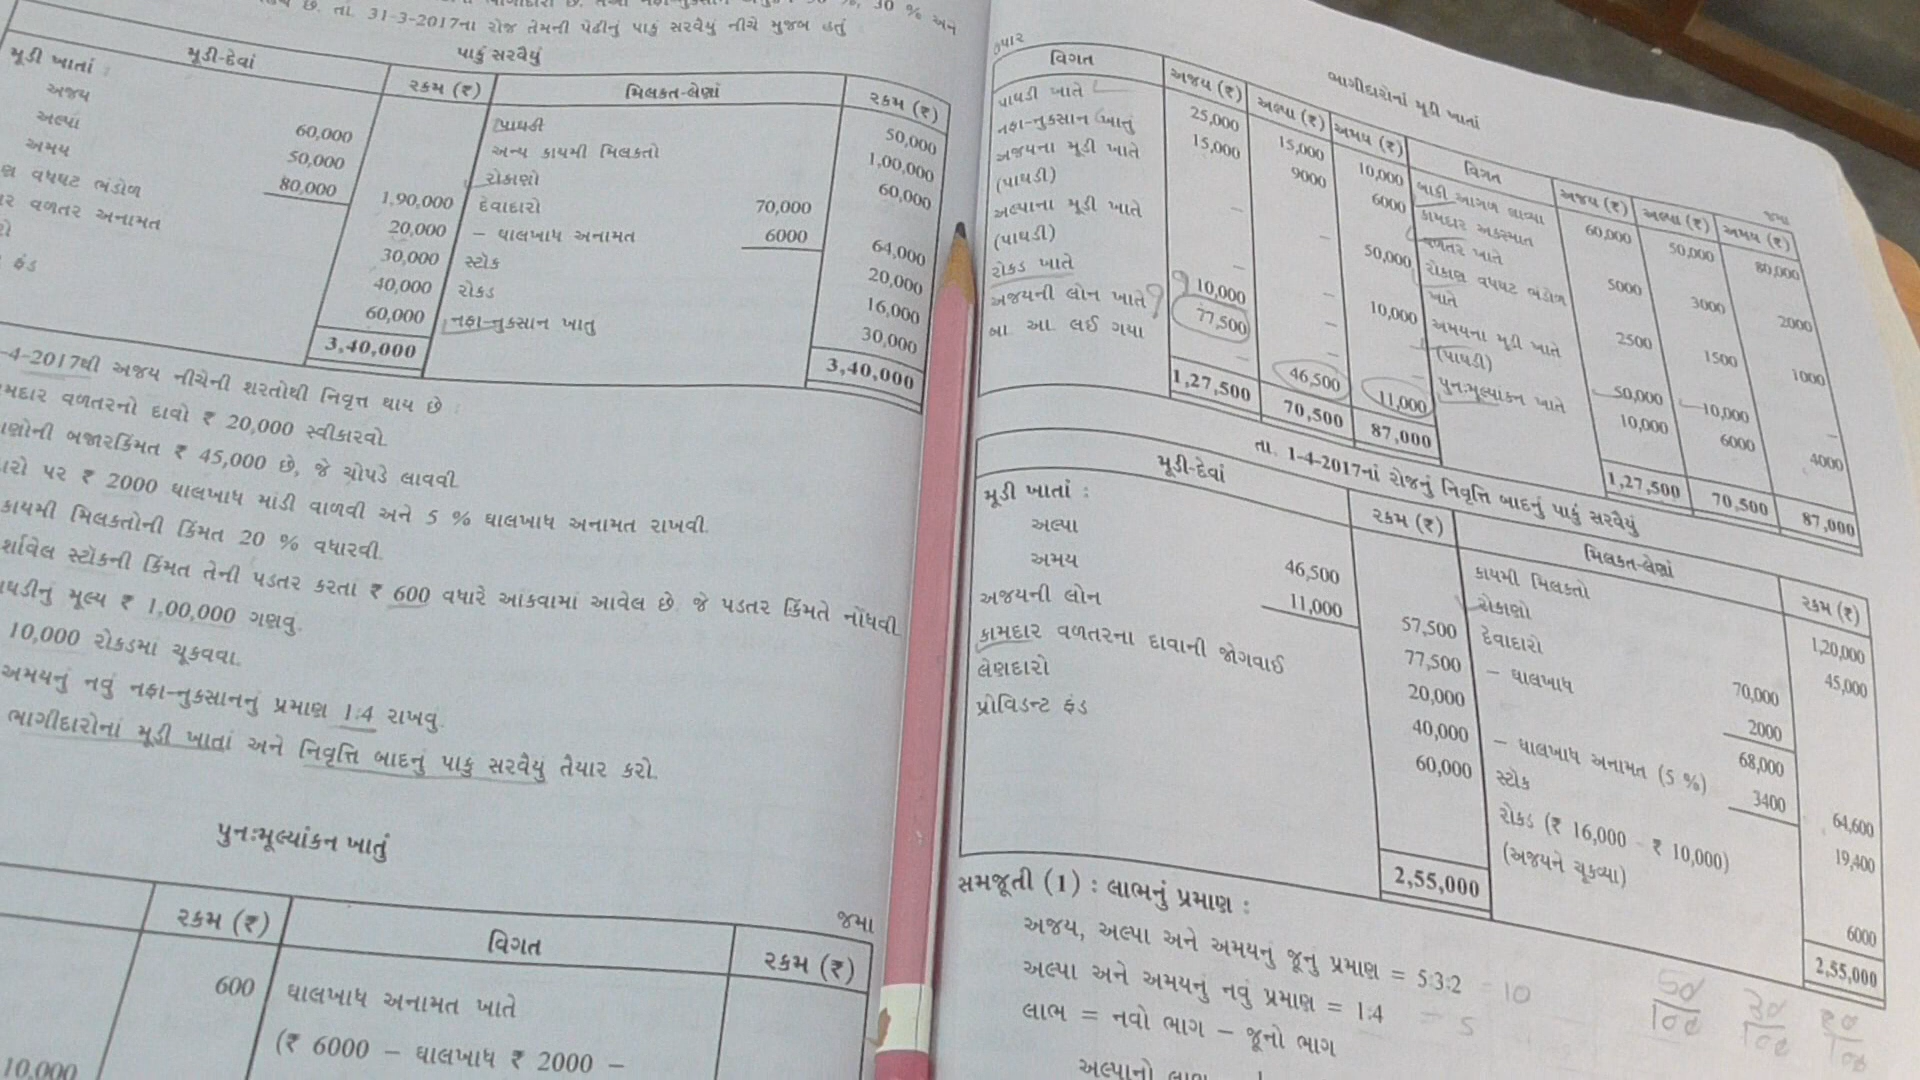 છે. તા. 31-3-2017ના રોજ તેમની પેઢીનું પાકું સરવૈયું નીચે મુજબ હતું
પાકું સરવૈયું
મૂડી-દેવાં રકમ (₹) મિલકત-લેણાં રકમ (₹)
મૂડી ખાતાં : પાઘડી 50,000
અજય 60,000 અન્ય કાયમી મિલકતો 1,00,000
અલ્પા 50,000 રોકાણો 60,000
અમય 80,000 1,90,000 દેવાદારો 70,000
વધઘટ ભંડોળ 20,000 – ઘાલખાધ અનામત 6000 64,000
વળતર અનામત 30,000 સ્ટોક 20,000
40,000 રોકડ 16,000
ફંડ 60,000 નફા-નુકસાન ખાતુ 30,000
3,40,000 3,40,000
-4-2017થી અજય નીચેની શરતોથી નિવૃત્ત થાય છે :
મદાર વળતરનો દાવો ₹ 20,000 સ્વીકારવો.
ણોની બજારકિંમત ₹ 45,000 છે, જે ચોપડે લાવવી
રો પર ₹ 2000 ઘાલખાધ માંડી વાળવી અને 5 % ઘાલખાધ અનામત રાખવી.
કાયમી મિલકતોની કિંમત 20 % વધારવી.
ર્શાવેલ સ્ટૉકની કિંમત તેની પડતર કરતા ₹ 600 વધારે આંકવામાં આવેલ છે. જે પડતર કિંમતે નોંધવી
ઘડીનું મૂલ્ય ₹ 1,00,000 ગણવુ.
10,000 રોકડમાં ચૂકવવા.
અમયનું નવું નફા-નુકસાનનું પ્રમાણ 1:4 રાખવુ.
ભાગીદારોનાં મૂડી ખાતાં અને નિવૃત્તિ બાદનું પાકુ સરવૈયું તૈયાર કરો.
પુનઃમૂલ્યાંકન ખાતું
જમા
રકમ (₹) વિગત રકમ (₹)
600 ઘાલખાધ અનામત ખાતે
(₹ 6000 – ઘાલખાધ ₹ 2000 –
10,000
ભાગીદારોનાં મૂડી ખાતાં
ઉધાર જમા
વિગત અજય (₹) અલ્પા (₹) અમય (₹) વિગત અજય (₹) અલ્પા (₹) અમય (₹)
પાઘડી ખાતે 25,000 15,000 10,000 બાકી આગળ લાવ્યા 60,000 50,000 80,000
નફા-નુકસાન ખાતુ 15,000 9000 6000 કામદાર અકસ્માત
વળતર ખાતે 5000 3000 2000
અજયના મૂડી ખાતે
(પાઘડી) – – 50,000 રોકાણ વધઘટ ભંડોળ
ખાતે 2500 1500 1000
અલ્પાના મૂડી ખાતે
(પાઘડી) – – 10,000 અમયના મૂડી ખાતે
(પાઘડી) 50,000 10,000 –
રોકડ ખાતે 10,000 – – પુનઃમૂલ્યાંકન ખાતે 10,000 6000 4000
અજયની લોન ખાતે 77,500 –
બા આ લઈ ગયા – 46,500 11,000
1,27,500 70,500 87,000 1,27,500 70,500 87,000
તા. 1-4-2017નાં રોજનું નિવૃત્તિ બાદનું પાકું સરવૈયું
મૂડી-દેવાં રકમ (₹) મિલકત-લેણાં રકમ (₹)
મૂડી ખાતાં : કાયમી મિલકતો 1,20,000
અલ્પા 46,500 રોકાણો 45,000
અમય 11,000 57,500 દેવાદારો 70,000
અજયની લોન 77,500 – ઘાલખાધ 2000
કામદાર વળતરના દાવાની જોગવાઈ 20,000 68,000
લેણદારો 40,000 – ઘાલખાધ અનામત (5 %) 3400 64,600
પ્રોવિડન્ટ ફંડ 60,000 સ્ટોક 19,400
રોકડ (₹ 16,000 - ₹ 10,000)
(અજયને ચૂકવ્યા) 6000
2,55,000 2,55,000
સમજૂતી (1) : લાભનું પ્રમાણ :
અજય, અલ્પા અને અમયનું જૂનુ પ્રમાણ = 5:3:2 = 10
અલ્પા અને અમયનું નવું પ્રમાણ = 1:4 = 5
લાભ = નવો ભાગ – જૂનો ભાગ
50/100 30/100 20/100
અલ્પાનો લાભ